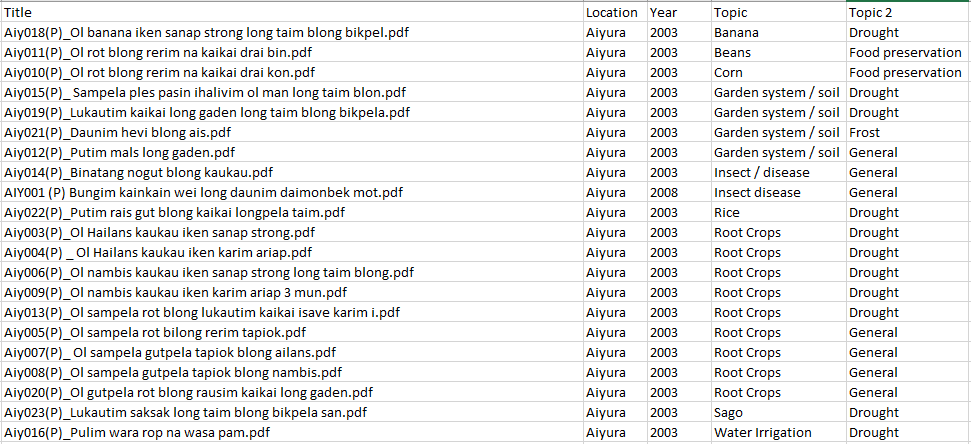 Title Location Year Topic Topic 2
Aiy018(P)_Ol banana iken sanap strong long taim blong bikpel.pdf Aiyura 2003 Banana Drought
Aiy011(P)_Ol rot blong rerim na kaikai drai bin.pdf Aiyura 2003 Beans Food preservation
Aiy010(P)_Ol rot blong rerim na kaikai drai kon.pdf Aiyura 2003 Corn Food preservation
Aiy015(P)_ Sampela ples pasin ihalivim ol man long taim blon.pdf Aiyura 2003 Garden system / soil Drought
Aiy019(P)_Lukautim kaikai long gaden long taim blong bikpela.pdf Aiyura 2003 Garden system / soil Drought
Aiy021(P)_Daunim hevi blong ais.pdf Aiyura 2003 Garden system / soil Frost
Aiy012(P)_Putim mals long gaden.pdf Aiyura 2003 Garden system / soil General
Aiy014(P)_Binatang nogut blong kaukau.pdf Aiyura 2003 Insect / disease General
AIY001 (P) Bungim kainkain wei long daunim daimonbek mot.pdf Aiyura 2008 Insect disease General
Aiy022(P)_Putim rais gut blong kaikai longpela taim.pdf Aiyura 2003 Rice Drought
Aiy003(P)_Ol Hailans kaukau iken sanap strong.pdf Aiyura 2003 Root Crops Drought
Aiy004(P) _ Ol Hailans kaukau iken karim ariap.pdf Aiyura 2003 Root Crops Drought
Aiy006(P)_Ol nambis kaukau iken sanap strong long taim blong.pdf Aiyura 2003 Root Crops Drought
Aiy009(P)_Ol nambis kaukau iken karim ariap 3 mun.pdf Aiyura 2003 Root Crops Drought
Aiy013(P)_Ol sampela rot blong lukautim kaikai isave karim i.pdf Aiyura 2003 Root Crops Drought
Aiy005(P)_Ol sampela rot bilong rerim tapiok.pdf Aiyura 2003 Root Crops General
Aiy007(P)_ Ol sampela gutpela tapiok blong ailans.pdf Aiyura 2003 Root Crops General
Aiy008(P)_Ol sampela gutpela tapiok blong nambis.pdf Aiyura 2003 Root Crops General
Aiy020(P)_Ol gutpela rot blong rausim kaikai long gaden.pdf Aiyura 2003 Root Crops General
Aiy023(P)_Lukautim saksak long taim blong bikpela san.pdf Aiyura 2003 Sago Drought
Aiy016(P)_Pulim wara rop na wasa pam.pdf Aiyura 2003 Water Irrigation Drought